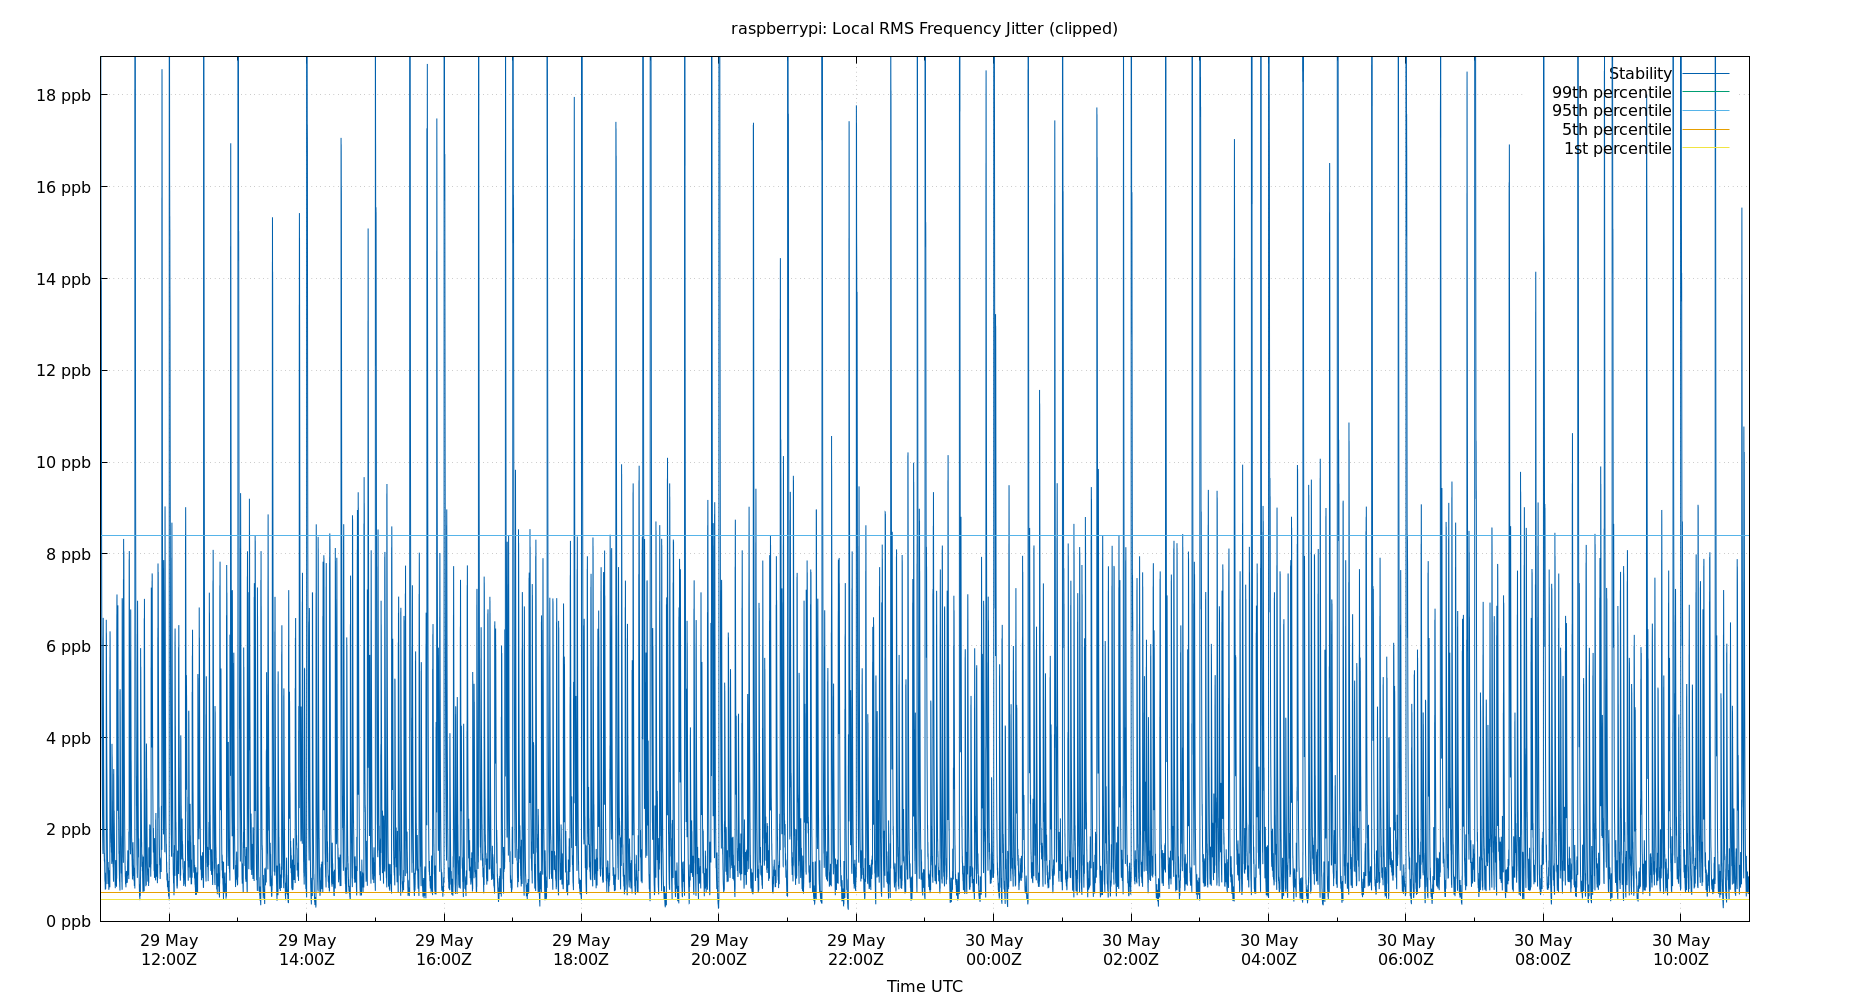 raspberrypi: Local RMS Frequency Jitter (clipped)
Stability
99th percentile
95th percentile
5th percentile
1st percentile
18 ppb
16 ppb
14 ppb
12 ppb
10 ppb
8 ppb
6 ppb
4 ppb
2 ppb
0 ppb
29 May 29 May 29 May 29 May 29 May 29 May 30 May 30 May 30 May 30 May 30 May 30 May
12:00Z 14:00Z 16:00Z 18:00Z 20:00Z 22:00Z 00:00Z 02:00Z 04:00Z 06:00Z 08:00Z 10:00Z
Time UTC